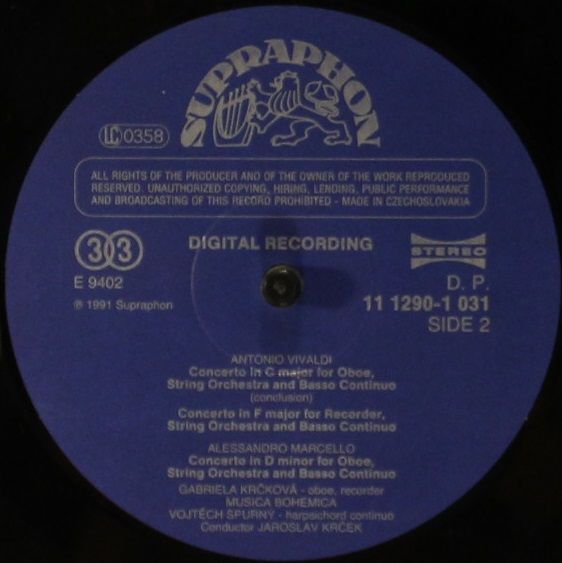 SUPRAPHON
LC 0358
ALL RIGHTS OF THE PRODUCER AND OF THE OWNER OF THE WORK REPRODUCED
RESERVED. UNAUTHORIZED COPYING, HIRING, LENDING, PUBLIC PERFORMANCE
AND BROADCASTING OF THIS RECORD PROHIBITED - MADE IN CZECHOSLOVAKIA
33
DIGITAL RECORDING
STEREO
E 9402
D. P.
℗ 1991 Supraphon
11 1290-1 031
SIDE 2
ANTONIO VIVALDI
Concerto in C major for Oboe,
String Orchestra and Basso Continuo
(conclusion)
Concerto in F major for Recorder,
String Orchestra and Basso Continuo
ALESSANDRO MARCELLO
Concerto in D minor for Oboe,
String Orchestra and Basso Continuo
GABRIELA KRČKOVÁ - oboe, recorder
MUSICA BOHEMICA
VOJTĚCH SPURNÝ - harpsichord continuo
Conductor JAROSLAV KRČEK